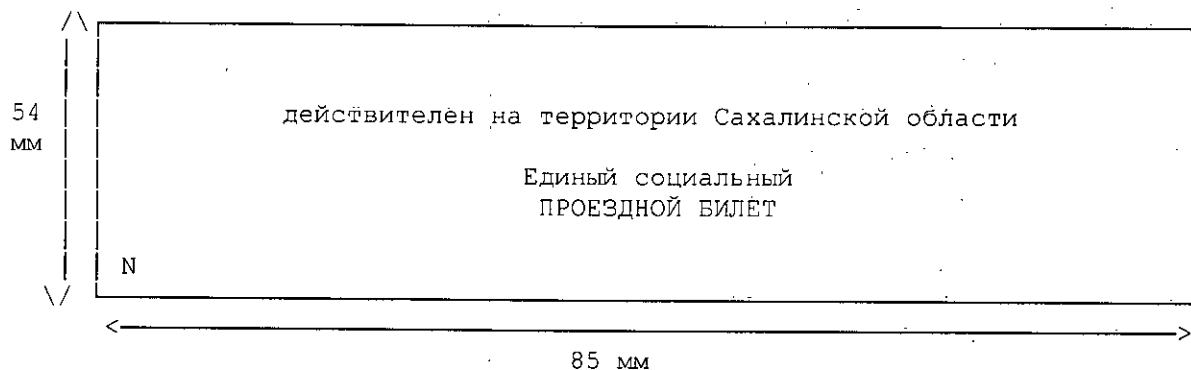 действителен на территории Сахалинской области
54
мм
Единый социальный
ПРОЕЗДНОЙ БИЛЕТ
N
85 мм